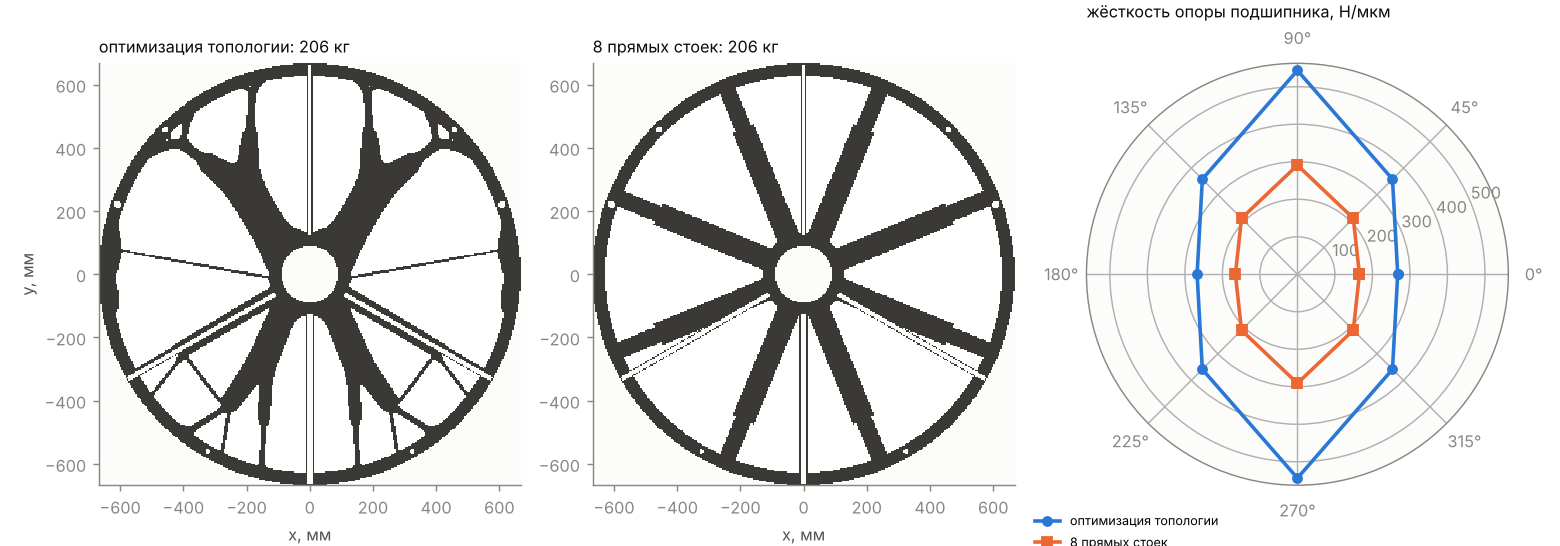 оптимизация топологии: 206 кг
600
400
200
0
−200
−400
−600
y, мм
−600 −400 −200 0 200 400 600
x, мм
8 прямых стоек: 206 кг
600
400
200
0
−200
−400
−600
−600 −400 −200 0 200 400 600
x, мм
жёсткость опоры подшипника, Н/мкм
90°
135°
45°
500
400
300
200
100
180°
0°
225°
315°
270°
оптимизация топологии
8 прямых стоек